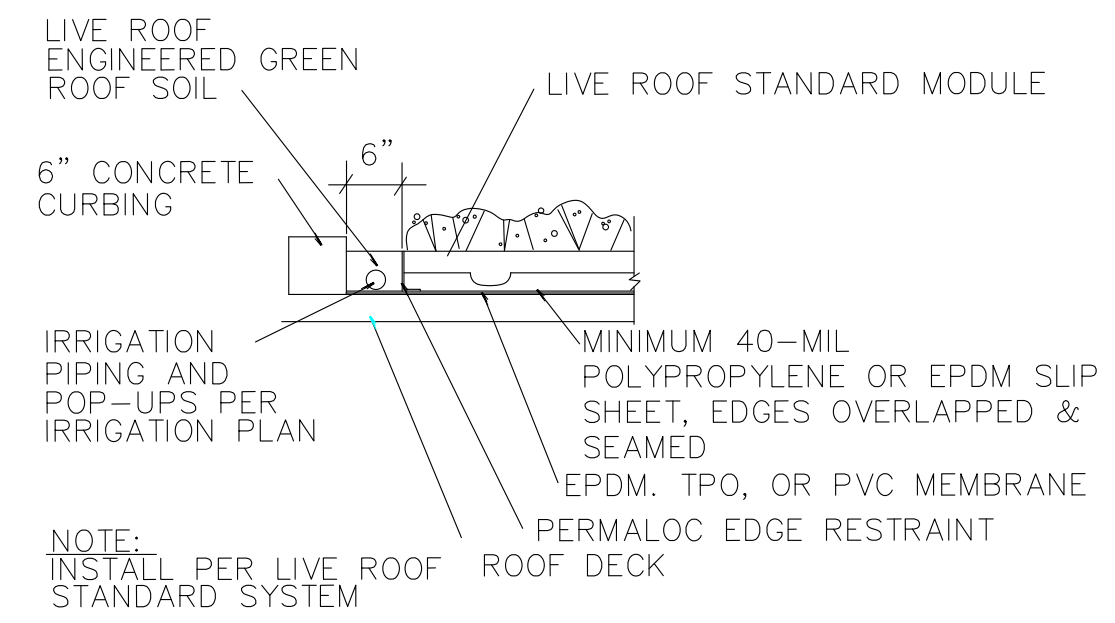 LIVE ROOF
ENGINEERED GREEN
ROOF SOIL
LIVE ROOF STANDARD MODULE
6"
6" CONCRETE
CURBING
IRRIGATION
PIPING AND
POP-UPS PER
IRRIGATION PLAN
MINIMUM 40-MIL
POLYPROPYLENE OR EPDM SLIP
SHEET, EDGES OVERLAPPED &
SEAMED
EPDM. TPO, OR PVC MEMBRANE
PERMALOC EDGE RESTRAINT
ROOF DECK
NOTE:
INSTALL PER LIVE ROOF
STANDARD SYSTEM